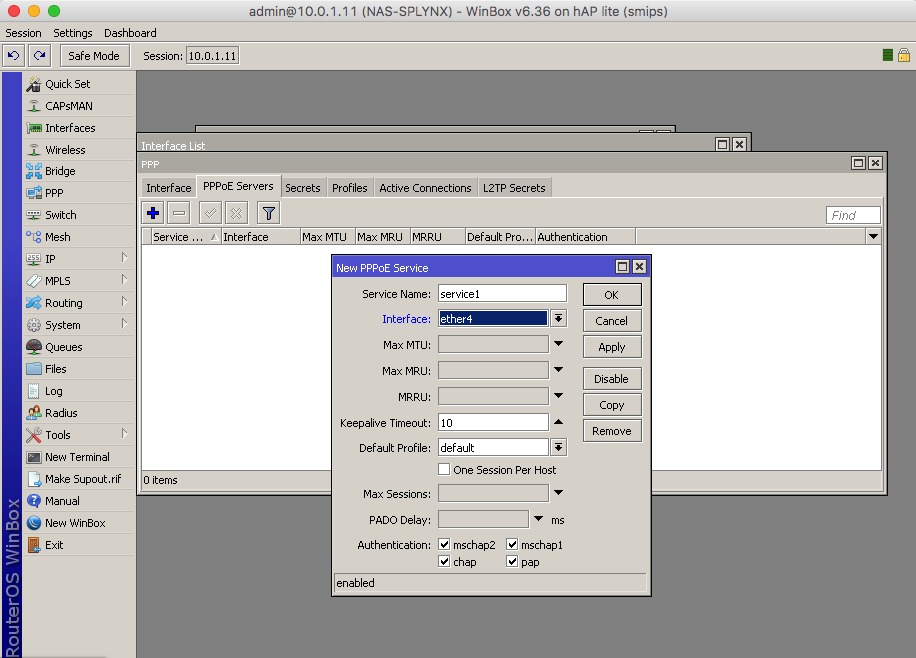 admin@10.0.1.11 (NAS-SPLYNX) - WinBox v6.36 on hAP lite (smips)
Session Settings Dashboard
Safe Mode Session: 10.0.1.11
Quick Set
CAPsMAN
Interfaces
Wireless
Bridge
PPP
Switch
Mesh
IP
MPLS
Routing
System
Queues
Files
Log
Radius
Tools
New Terminal
Make Supout.rif
Manual
New WinBox
Exit
RouterOS WinBox
Interface List
PPP
Interface PPPoE Servers Secrets Profiles Active Connections L2TP Secrets
Find
Service ... Interface Max MTU Max MRU MRRU Default Pro... Authentication
0 items
New PPPoE Service
Service Name: service1
Interface: ether4
Max MTU:
Max MRU:
MRRU:
Keepalive Timeout: 10
Default Profile: default
One Session Per Host
Max Sessions:
PADO Delay: ms
Authentication: mschap2 mschap1
chap pap
enabled
OK
Cancel
Apply
Disable
Copy
Remove